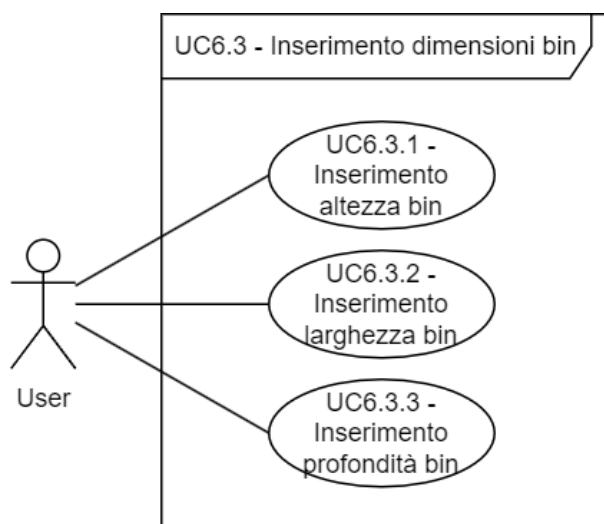 UC6.3 - Inserimento dimensioni bin
UC6.3.1 -
Inserimento
altezza bin
UC6.3.2 -
Inserimento
larghezza bin
User
UC6.3.3 -
Inserimento
profondità bin